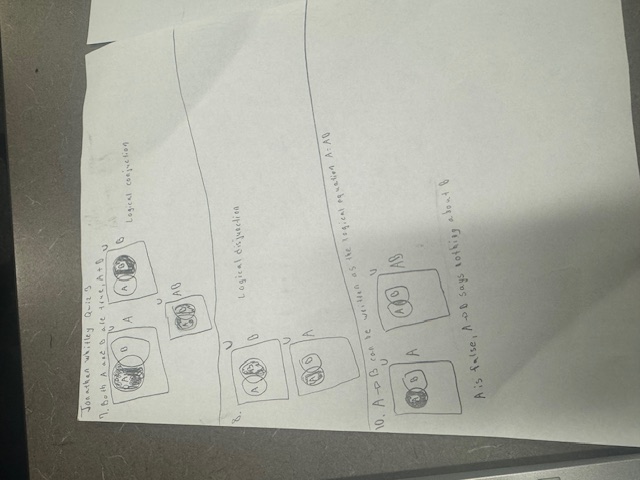 Jonathan Whitley Quiz 3
7. Both A and B are true, A+B
U
A B
A
U
A B
B
Logical conjuction
U
A B
AB
8.
U
A B
B
Logical disjunction
U
A B
A
10. A→B can be written as the logical equation A=AB
U
A B
A
U
A B
AB
A is false, A→B says nothing about B